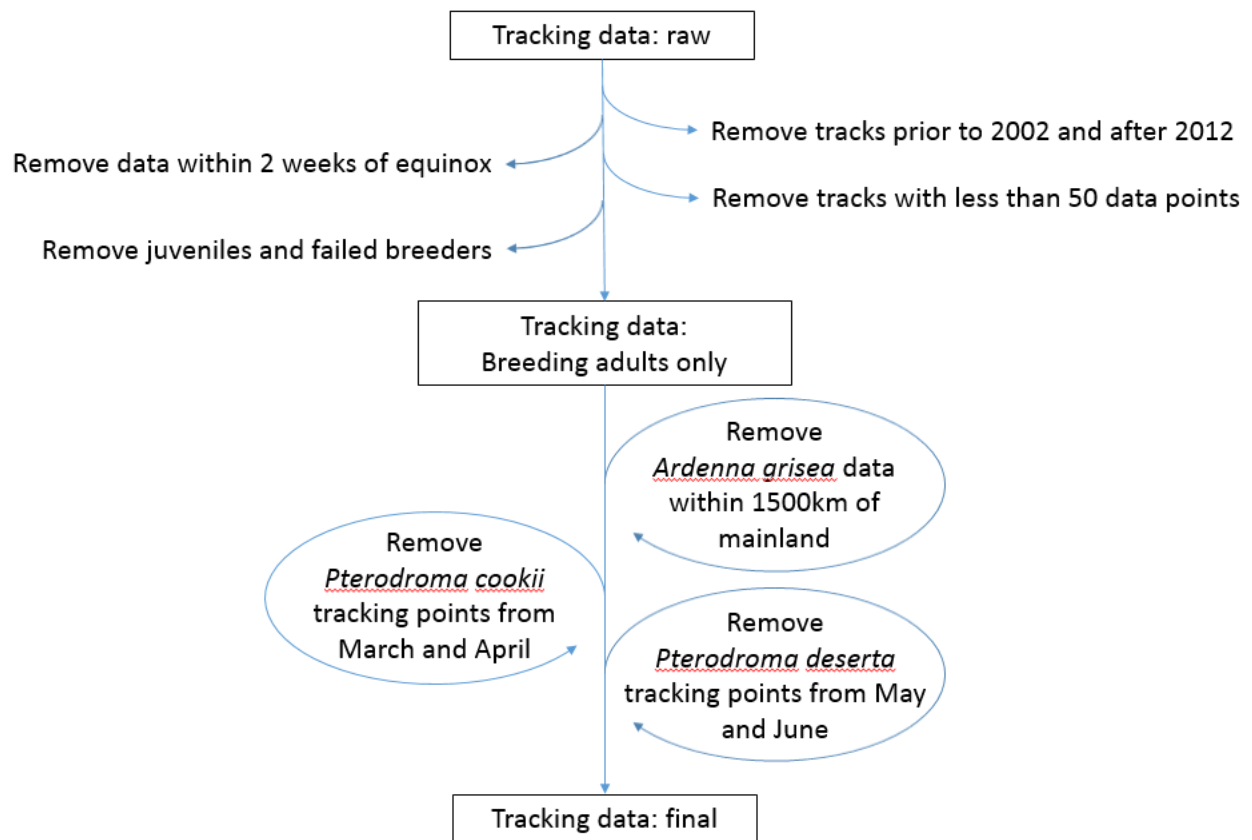 Tracking data: raw
Remove tracks prior to 2002 and after 2012
Remove data within 2 weeks of equinox
Remove tracks with less than 50 data points
Remove juveniles and failed breeders
Tracking data:
Breeding adults only
Remove
Ardenna grisea data
within 1500km of
mainland
Remove
Pterodroma cookii
tracking points from
March and April
Remove
Pterodroma deserta
tracking points from May
and June
Tracking data: final